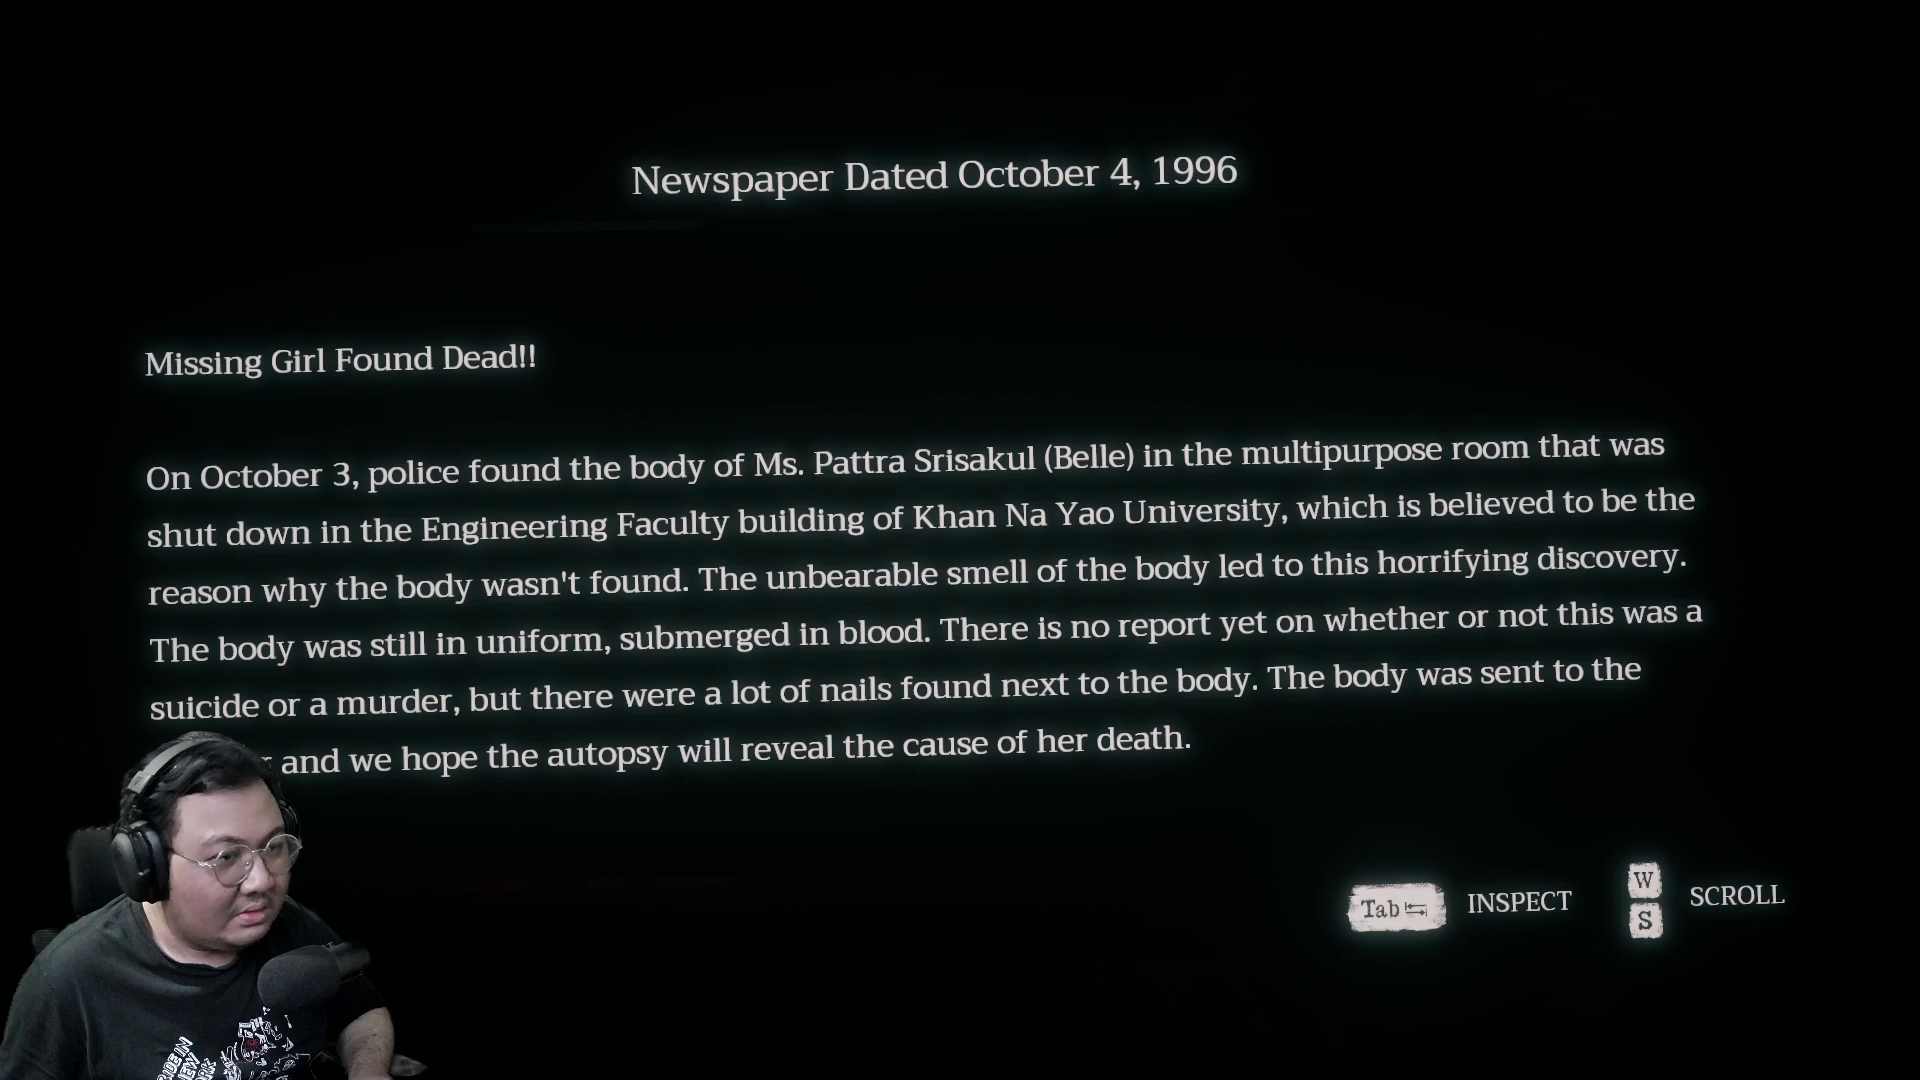 Newspaper Dated October 4, 1996
Missing Girl Found Dead!!
On October 3, police found the body of Ms. Pattra Srisakul (Belle) in the multipurpose room that was
shut down in the Engineering Faculty building of Khan Na Yao University, which is believed to be the
reason why the body wasn't found. The unbearable smell of the body led to this horrifying discovery.
The body was still in uniform, submerged in blood. There is no report yet on whether or not this was a
suicide or a murder, but there were a lot of nails found next to the body. The body was sent to the
and we hope the autopsy will reveal the cause of her death.
W
Tab INSPECT SCROLL
S